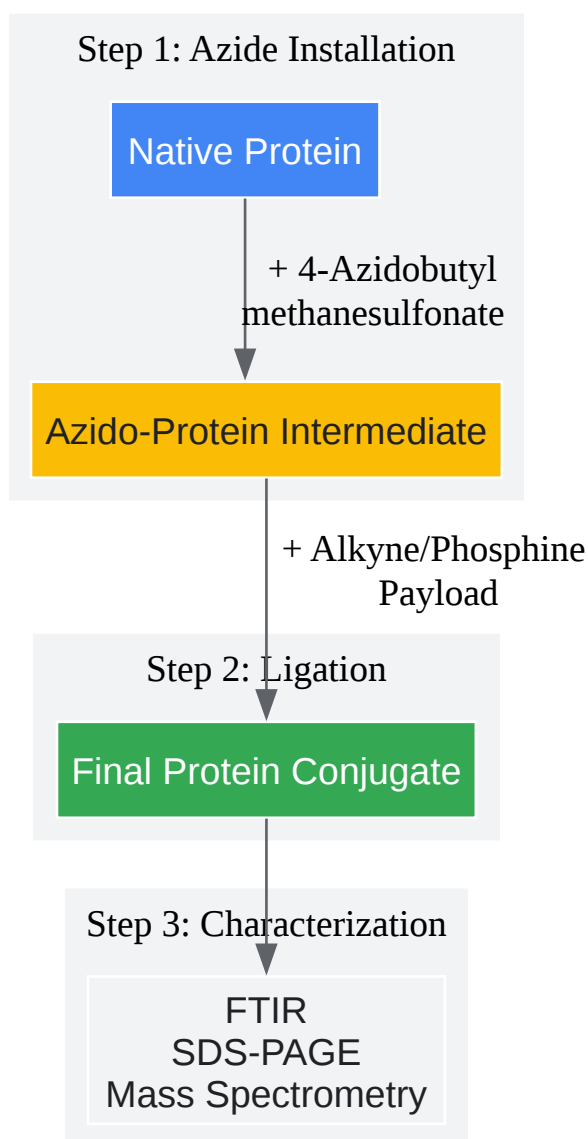 Step 1: Azide Installation
Native Protein
+ 4-Azidobutyl
methanesulfonate
Azido-Protein Intermediate
+ Alkyne/Phosphine
Payload
Step 2: Ligation
Final Protein Conjugate
Step 3: Characterization
FTIR
SDS-PAGE
Mass Spectrometry